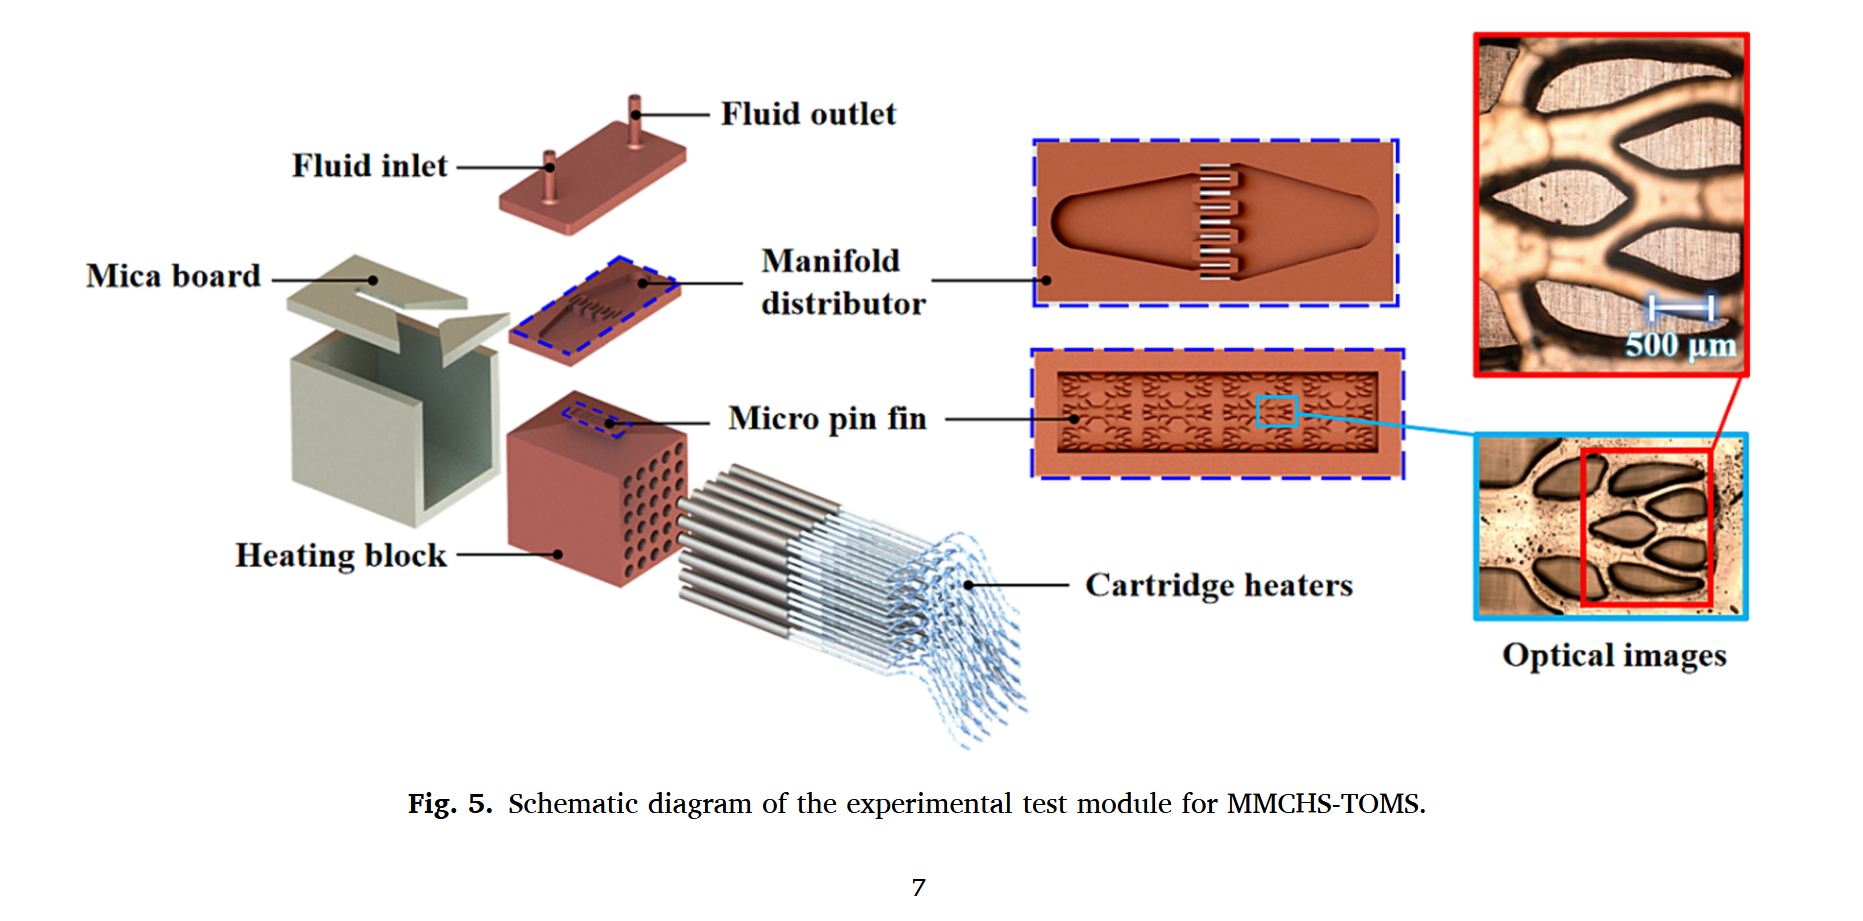 Fluid outlet
Fluid inlet
Mica board
Manifold
distributor
500 μm
Micro pin fin
Heating block
Cartridge heaters
Optical images
Fig. 5. Schematic diagram of the experimental test module for MMCHS-TOMS.
7